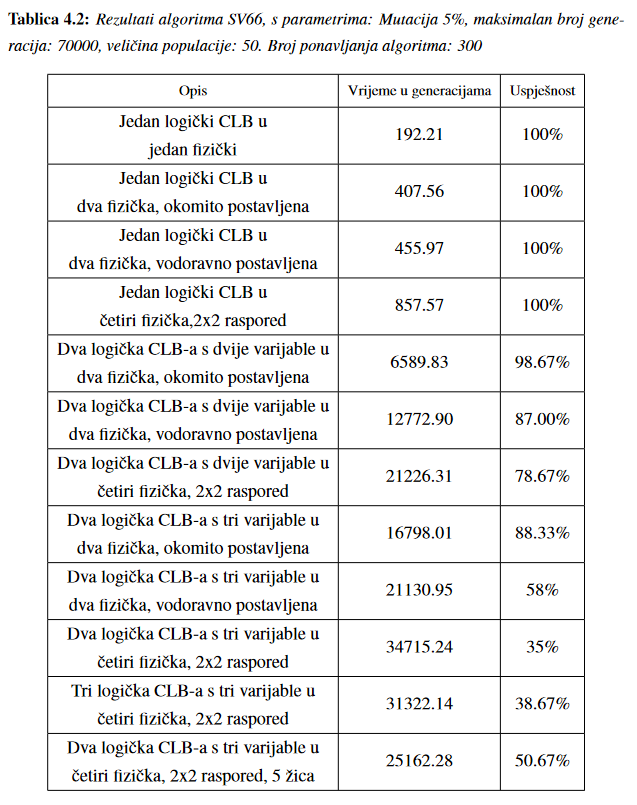 Tablica 4.2: Rezultati algoritma SV66, s parametrima: Mutacija 5%, maksimalan broj gene-
racija: 70000, veličina populacije: 50. Broj ponavljanja algoritma: 300
Opis Vrijeme u generacijama Uspješnost
Jedan logički CLB u
jedan fizički
192.21 100%
Jedan logički CLB u
dva fizička, okomito postavljena
407.56 100%
Jedan logički CLB u
dva fizička, vodoravno postavljena
455.97 100%
Jedan logički CLB u
četiri fizička,2x2 raspored
857.57 100%
Dva logička CLB-a s dvije varijable u
dva fizička, okomito postavljena
6589.83 98.67%
Dva logička CLB-a s dvije varijable u
dva fizička, vodoravno postavljena
12772.90 87.00%
Dva logička CLB-a s dvije varijable u
četiri fizička, 2x2 raspored
21226.31 78.67%
Dva logička CLB-a s tri varijable u
dva fizička, okomito postavljena
16798.01 88.33%
Dva logička CLB-a s tri varijable u
dva fizička, vodoravno postavljena
21130.95 58%
Dva logička CLB-a s tri varijable u
četiri fizička, 2x2 raspored
34715.24 35%
Tri logička CLB-a s tri varijable u
četiri fizička, 2x2 raspored
31322.14 38.67%
Dva logička CLB-a s tri varijable u
četiri fizička, 2x2 raspored, 5 žica
25162.28 50.67%